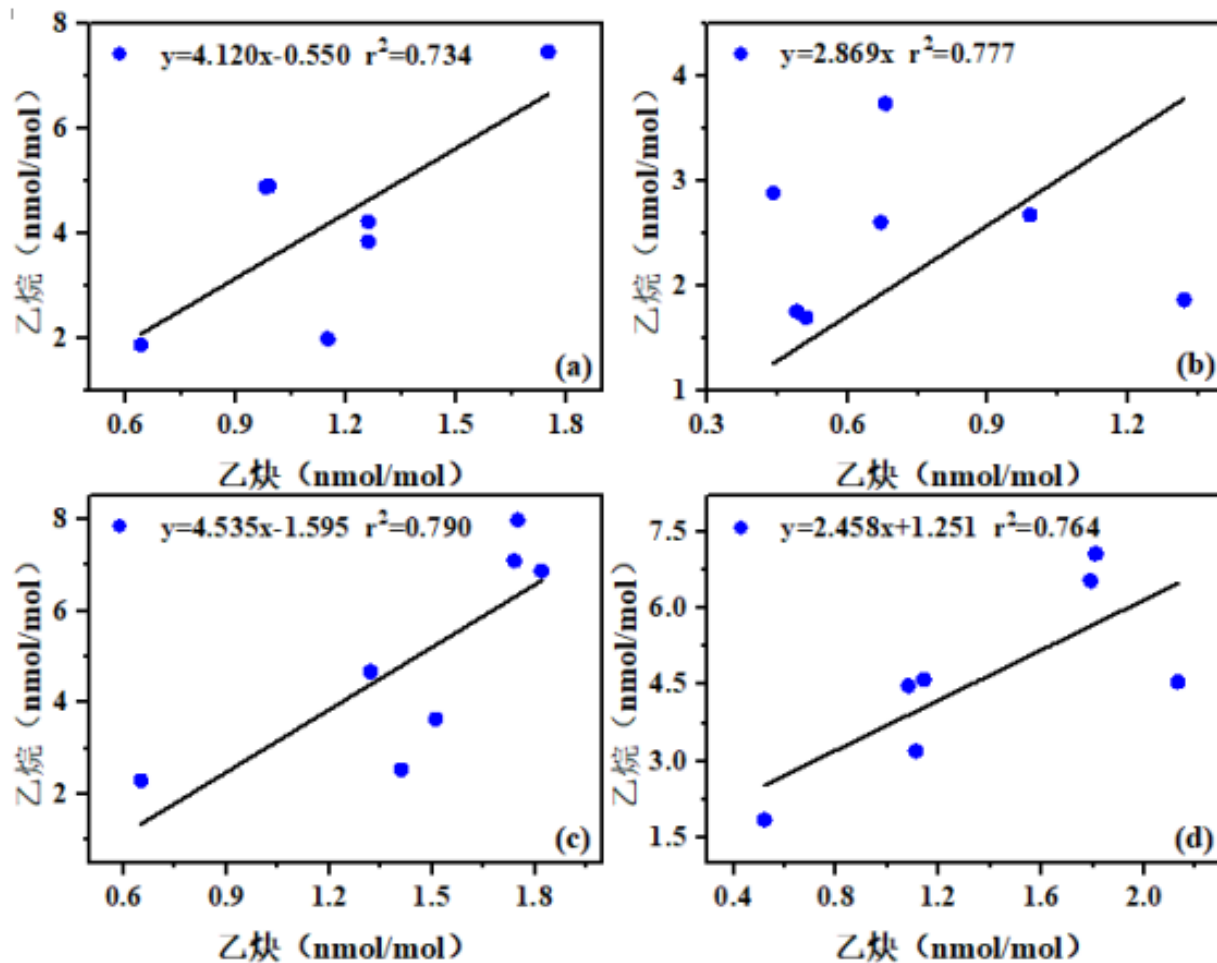 y=4.120x-0.550 r²=0.734
8
6
4
2
乙烷（nmol/mol）
(a)
0.6 0.9 1.2 1.5 1.8
乙炔（nmol/mol）
y=2.869x r²=0.777
4
3
2
1
乙烷（nmol/mol）
(b)
0.3 0.6 0.9 1.2
乙炔（nmol/mol）
y=4.535x-1.595 r²=0.790
8
6
4
2
乙烷（nmol/mol）
(c)
0.6 0.9 1.2 1.5 1.8
乙炔（nmol/mol）
y=2.458x+1.251 r²=0.764
7.5
6.0
4.5
3.0
1.5
乙烷（nmol/mol）
(d)
0.4 1.2 2.0
乙炔（nmol/mol）